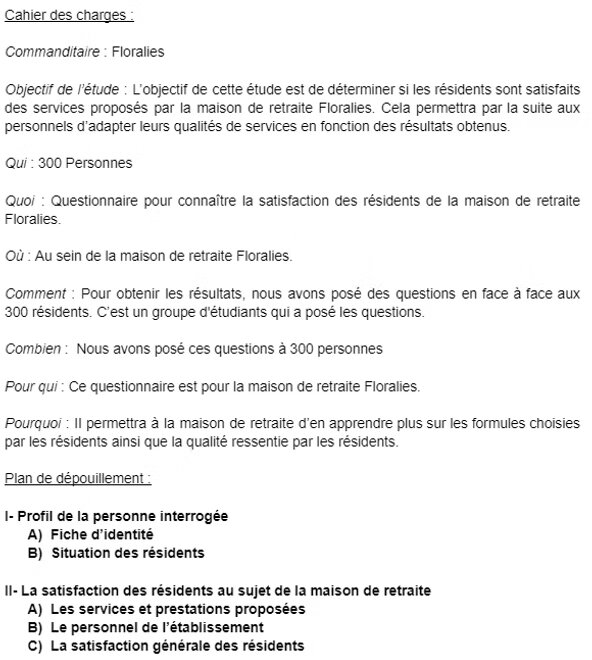 Cahier des charges :
Commanditaire : Floralies
Objectif de l'étude : L'objectif de cette étude est de déterminer si les résidents sont satisfaits
des services proposés par la maison de retraite Floralies. Cela permettra par la suite aux
personnels d'adapter leurs qualités de services en fonction des résultats obtenus.
Qui : 300 Personnes
Quoi : Questionnaire pour connaître la satisfaction des résidents de la maison de retraite
Floralies.
Où : Au sein de la maison de retraite Floralies.
Comment : Pour obtenir les résultats, nous avons posé des questions en face à face aux
300 résidents. C'est un groupe d'étudiants qui a posé les questions.
Combien : Nous avons posé ces questions à 300 personnes
Pour qui : Ce questionnaire est pour la maison de retraite Floralies.
Pourquoi : Il permettra à la maison de retraite d'en apprendre plus sur les formules choisies
par les résidents ainsi que la qualité ressentie par les résidents.
Plan de dépouillement :
I- Profil de la personne interrogée
A) Fiche d'identité
B) Situation des résidents
II- La satisfaction des résidents au sujet de la maison de retraite
A) Les services et prestations proposées
B) Le personnel de l'établissement
C) La satisfaction générale des résidents